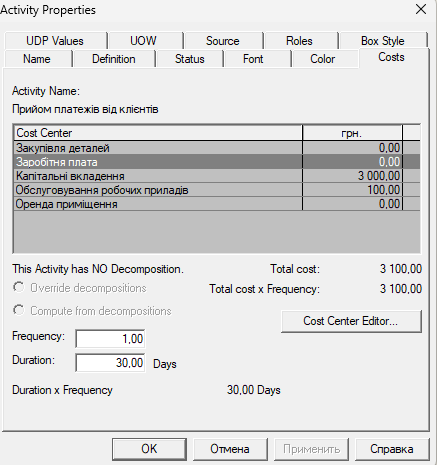 Activity Properties
UDP Values UOW Source Roles Box Style
Name Definition Status Font Color Costs
Activity Name:
Прийом платежів від клієнтів
Cost Center грн.
Закупівля деталей 0,00
Заробітна плата 0,00
Капітальні вкладення 3 000,00
Обслуговування робочих приладів 100,00
Оренда приміщення 0,00
This Activity has NO Decomposition. Total cost: 3 100,00
Override decompositions Total cost x Frequency: 3 100,00
Compute from decompositions
Cost Center Editor...
Frequency: 1,00
Duration: 30,00 Days
Duration x Frequency 30,00 Days
OK Отмена Применить Справка